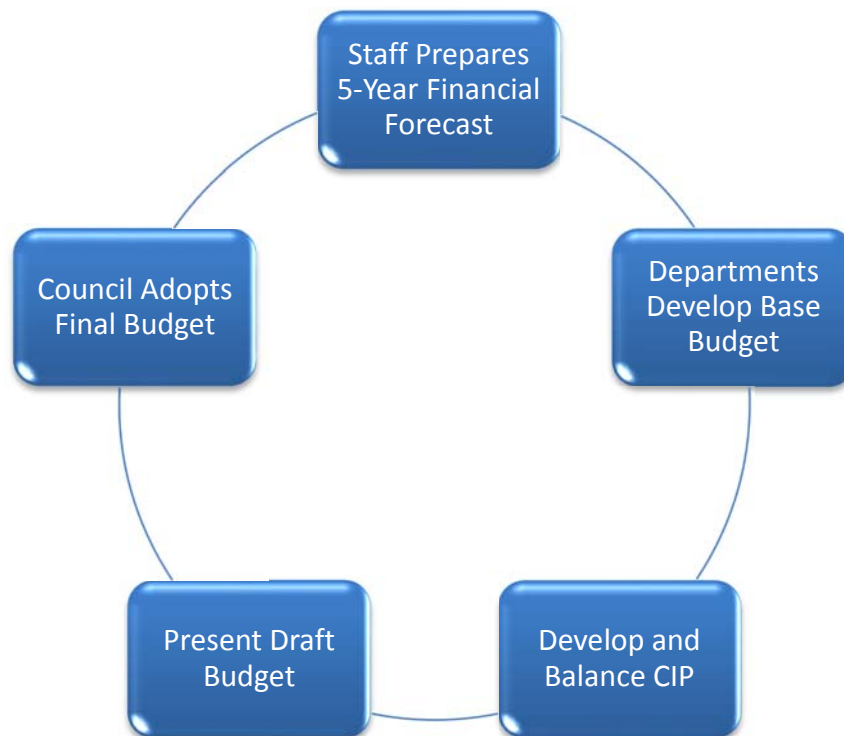 Staff Prepares
5-Year Financial
Forecast
Departments
Develop Base
Budget
Develop and
Balance CIP
Present Draft
Budget
Council Adopts
Final Budget